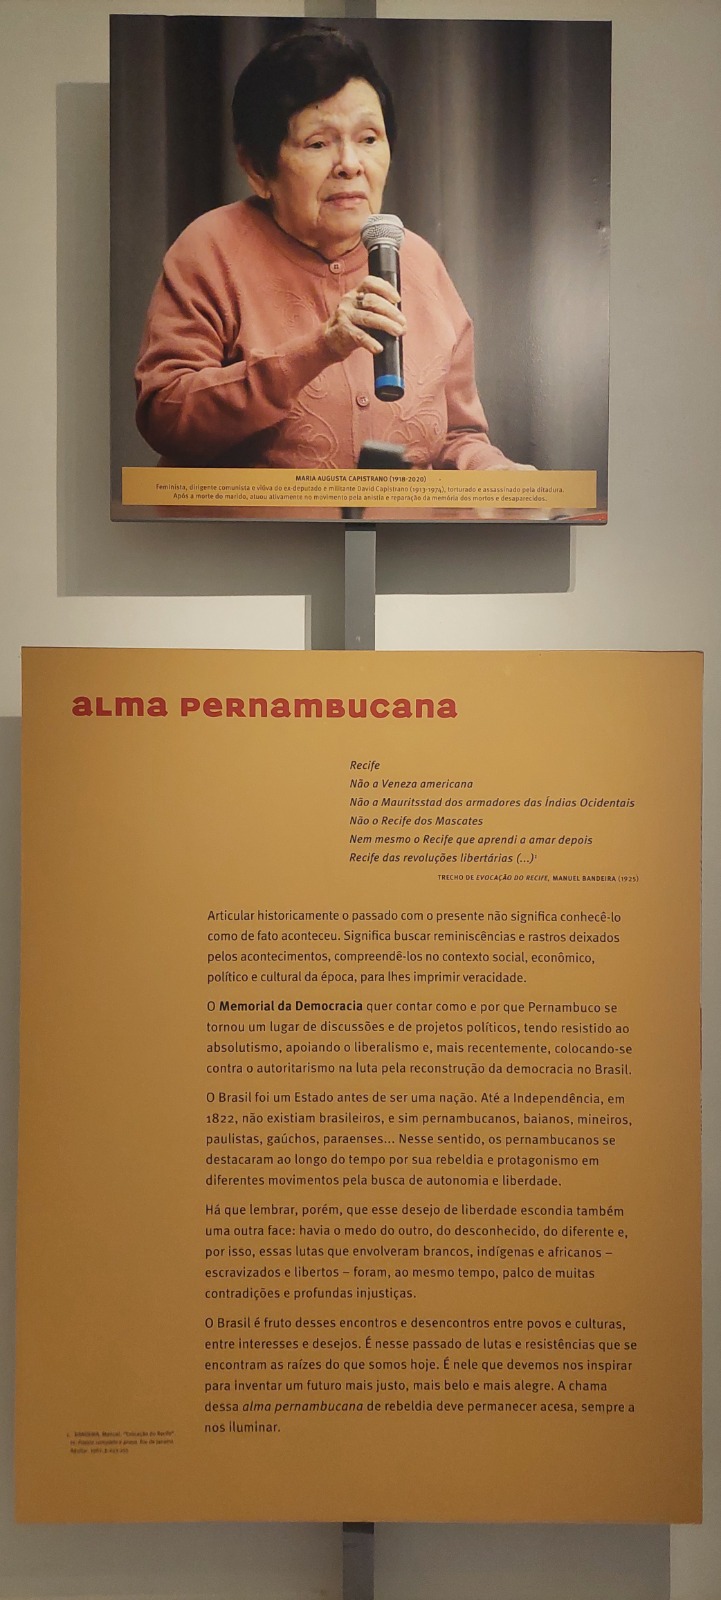 MARIA AUGUSTA CAPISTRANO (1918-2020)
Feminista, dirigente comunista e viúva do ex-deputado e militante David Capistrano (1913-1974), torturado e assassinado pela ditadura.
Após a morte do marido, atuou ativamente no movimento pela anistia e reparação da memória dos mortos e desaparecidos.
alma pernambucana
Recife
Não a Veneza americana
Não a Mauritsstad dos armadores das Índias Ocidentais
Não o Recife dos Mascates
Nem mesmo o Recife que aprendi a amar depois
Recife das revoluções libertárias (...)¹
TRECHO DE EVOCAÇÃO DO RECIFE, MANUEL BANDEIRA (1925)
Articular historicamente o passado com o presente não significa conhecê-lo
como de fato aconteceu. Significa buscar reminiscências e rastros deixados
pelos acontecimentos, compreendê-los no contexto social, econômico,
político e cultural da época, para lhes imprimir veracidade.
O Memorial da Democracia quer contar como e por que Pernambuco se
tornou um lugar de discussões e de projetos políticos, tendo resistido ao
absolutismo, apoiando o liberalismo e, mais recentemente, colocando-se
contra o autoritarismo na luta pela reconstrução da democracia no Brasil.
O Brasil foi um Estado antes de ser uma nação. Até a Independência, em
1822, não existiam brasileiros, e sim pernambucanos, baianos, mineiros,
paulistas, gaúchos, paraenses... Nesse sentido, os pernambucanos se
destacaram ao longo do tempo por sua rebeldia e protagonismo em
diferentes movimentos pela busca de autonomia e liberdade.
Há que lembrar, porém, que esse desejo de liberdade escondia também
uma outra face: havia o medo do outro, do desconhecido, do diferente e,
por isso, essas lutas que envolveram brancos, indígenas e africanos –
escravizados e libertos – foram, ao mesmo tempo, palco de muitas
contradições e profundas injustiças.
O Brasil é fruto desses encontros e desencontros entre povos e culturas,
entre interesses e desejos. É nesse passado de lutas e resistências que se
encontram as raízes do que somos hoje. É nele que devemos nos inspirar
para inventar um futuro mais justo, mais belo e mais alegre. A chama
dessa alma pernambucana de rebeldia deve permanecer acesa, sempre a
nos iluminar.
1. BANDEIRA, Manuel. "Evocação do Recife"
Rio de Janeiro: